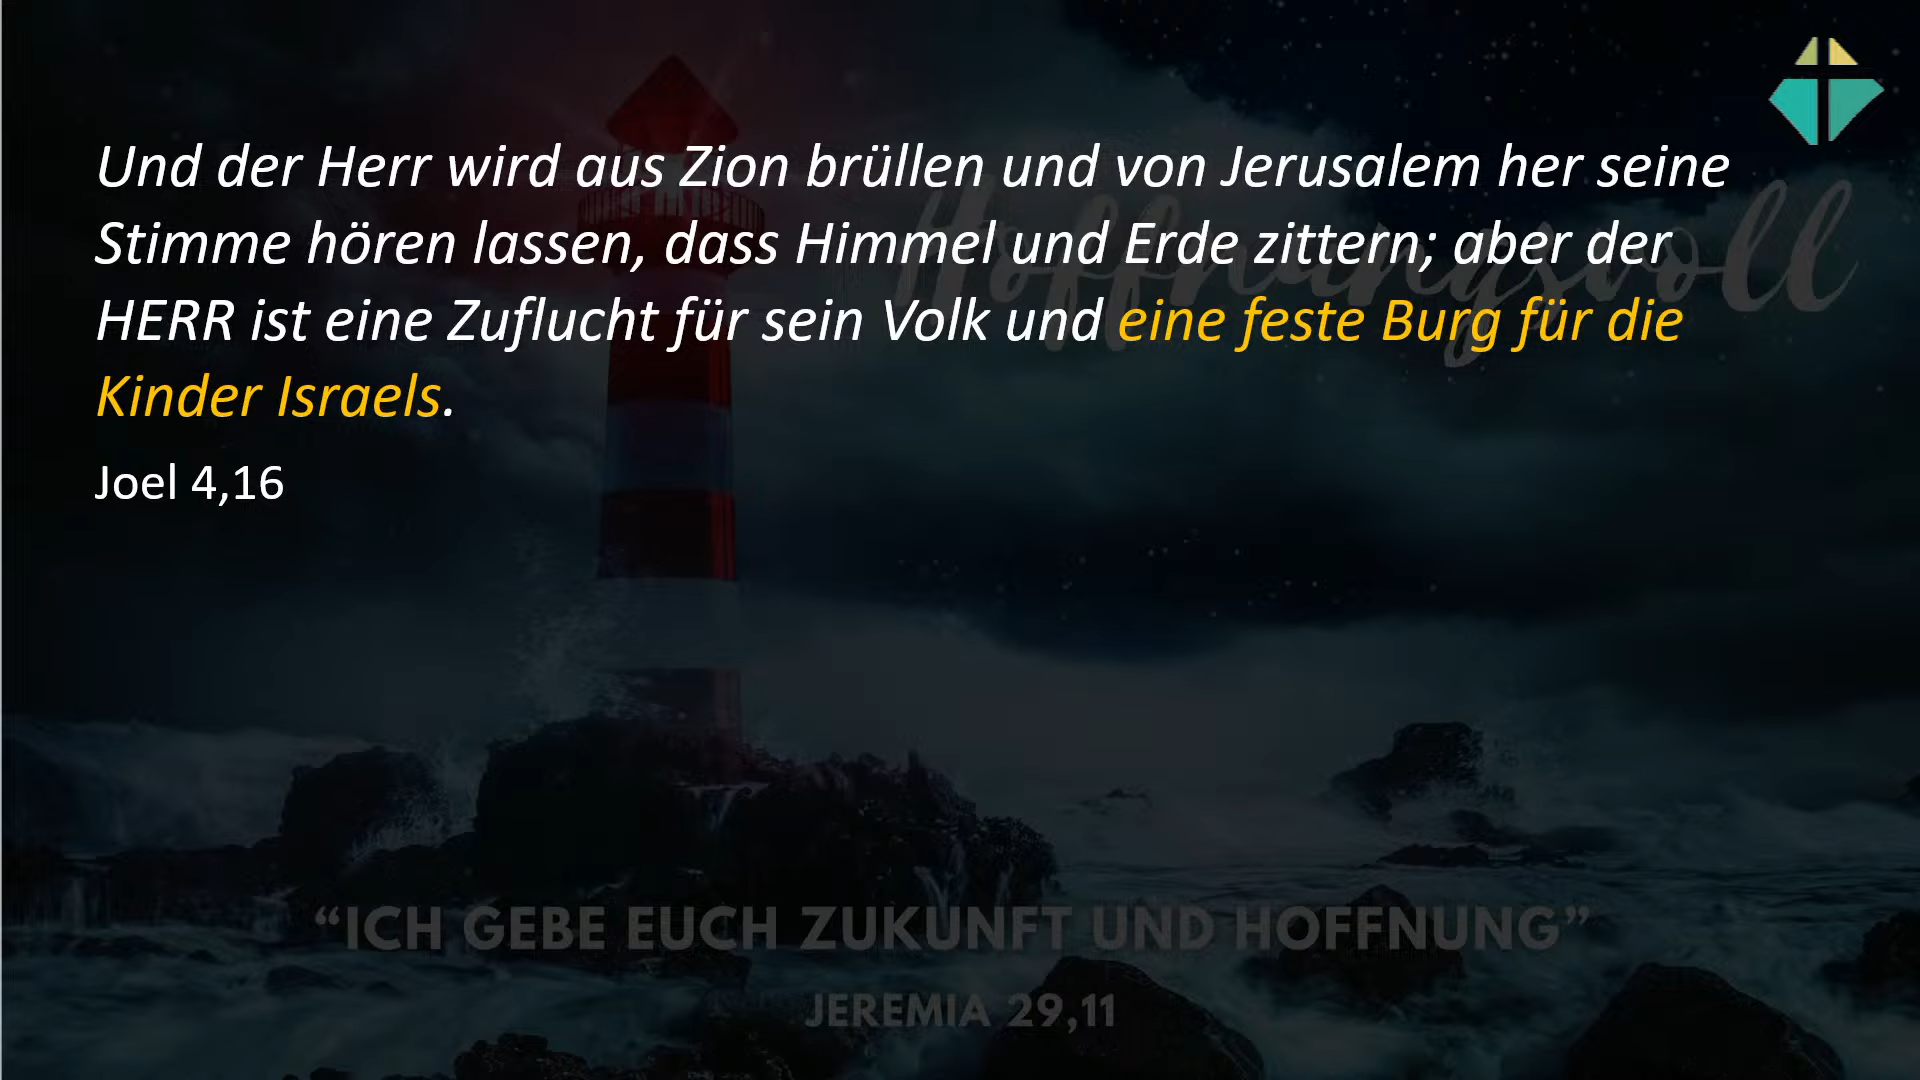 Und der Herr wird aus Zion brüllen und von Jerusalem her seine
Stimme hören lassen, dass Himmel und Erde zittern; aber der
HERR ist eine Zuflucht für sein Volk und eine feste Burg für die
Kinder Israels.
Joel 4,16
Hoffnungsvoll
“ICH GEBE EUCH ZUKUNFT UND HOFFNUNG”
JEREMIA 29,11